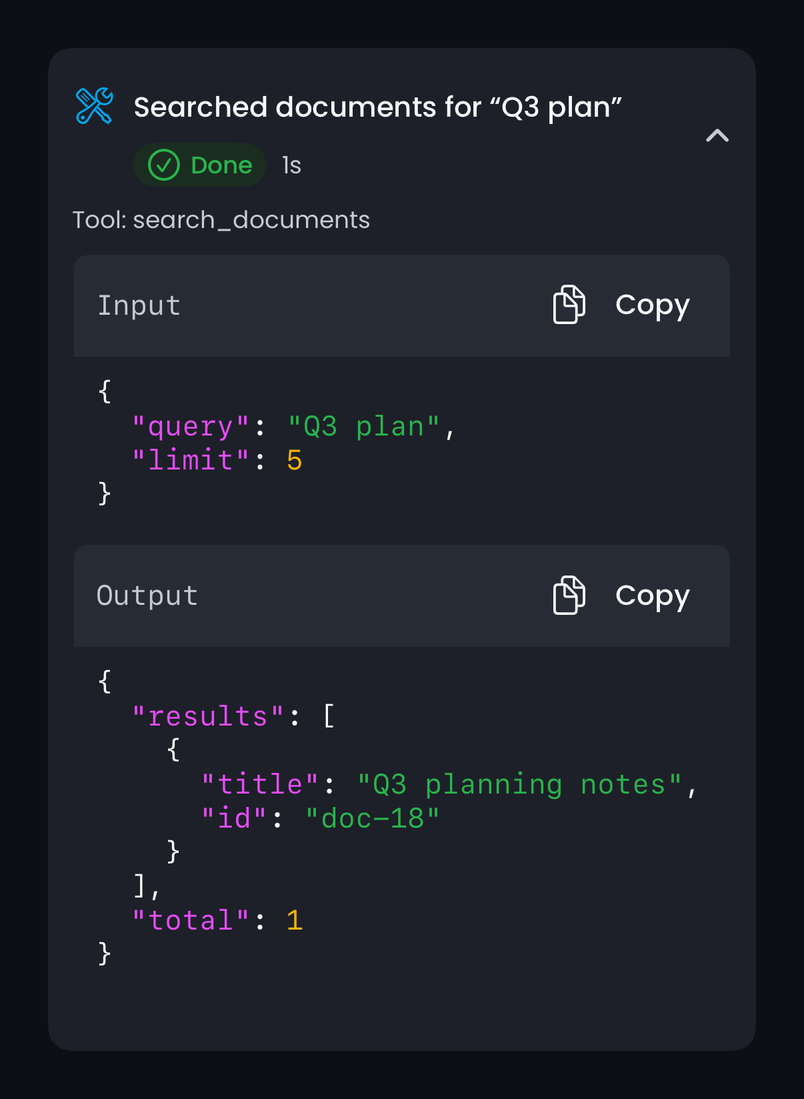 Searched documents for “Q3 plan”
Done 1s
Tool: search_documents
Input Copy
{
  "query": "Q3 plan",
  "limit": 5
}
Output Copy
{
  "results": [
    {
      "title": "Q3 planning notes",
      "id": "doc-18"
    }
  ],
  "total": 1
}